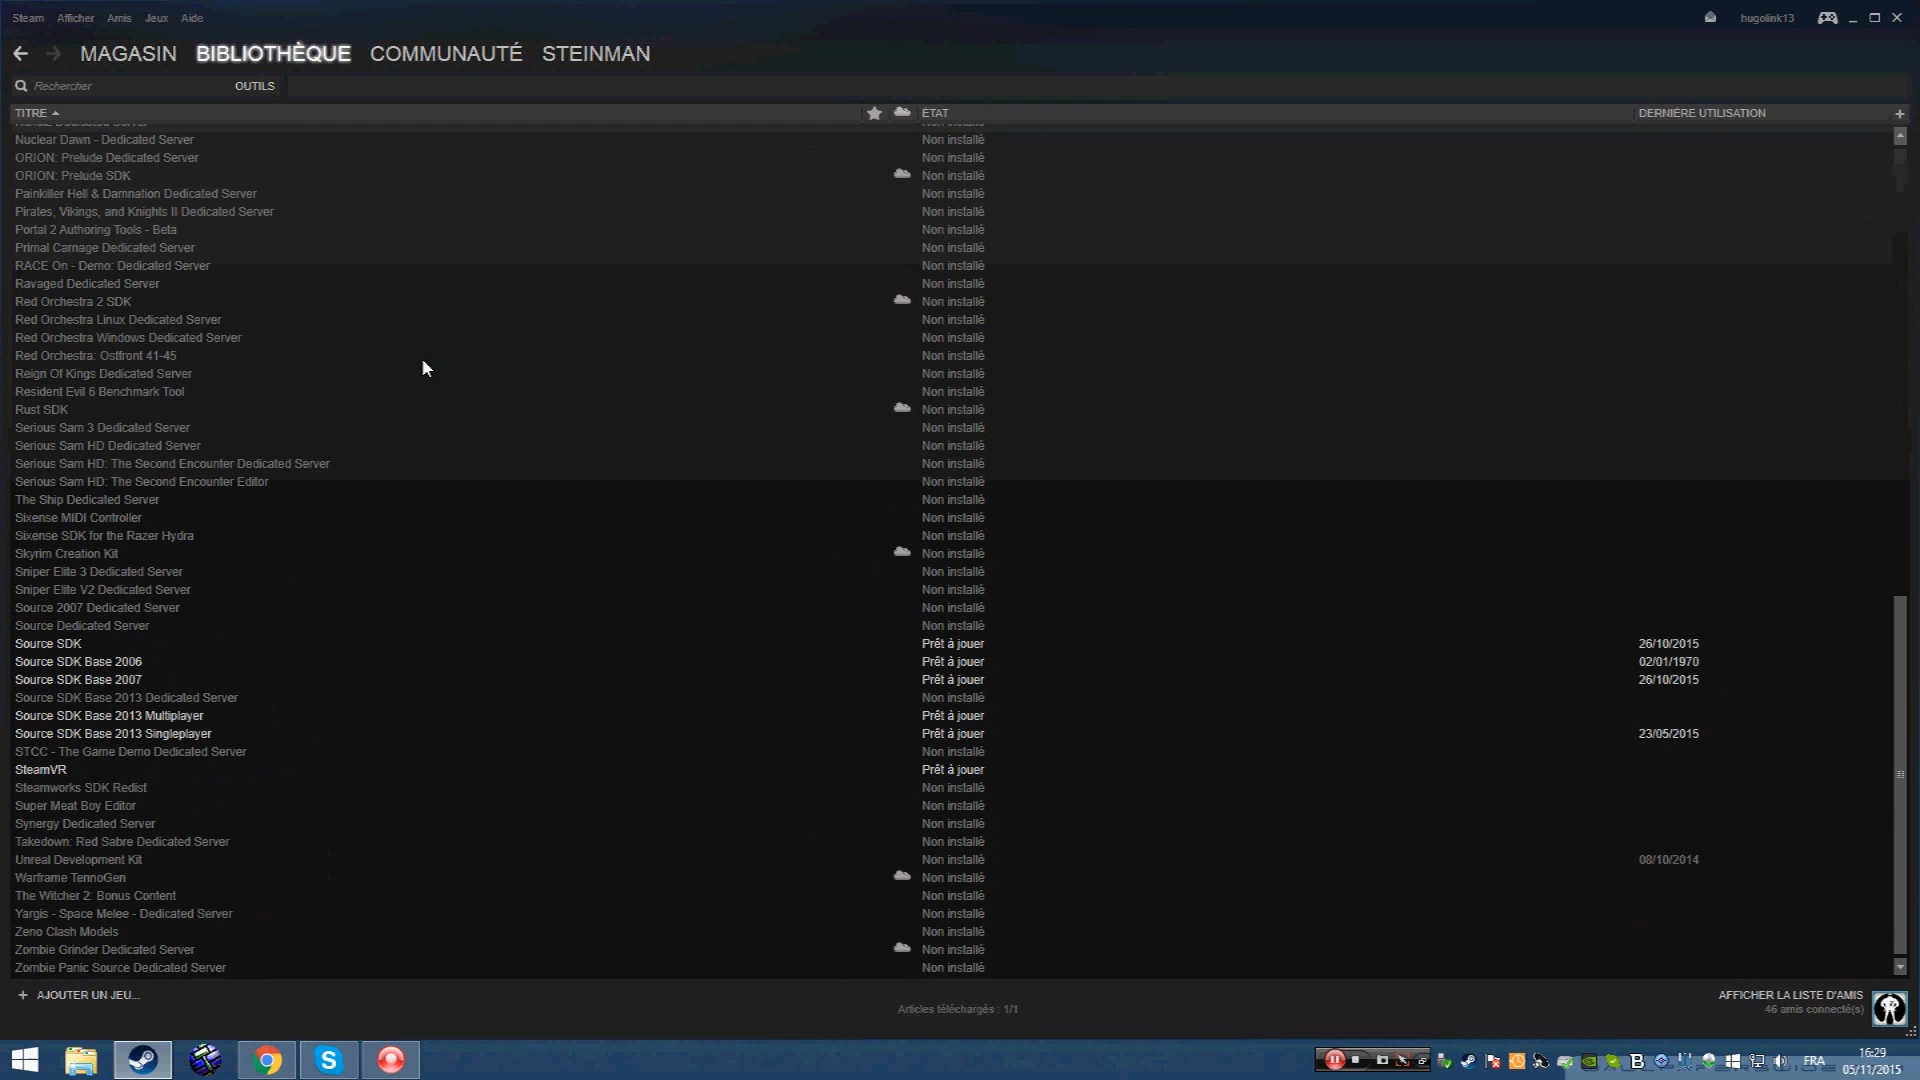 Steam Afficher Amis Jeux Aide hugolink13
MAGASIN BIBLIOTHÈQUE COMMUNAUTÉ STEINMAN
Rechercher OUTILS
TITRE ÉTAT DERNIÈRE UTILISATION
Nuclear Dawn - Dedicated Server Non installé
ORION: Prelude Dedicated Server Non installé
ORION: Prelude SDK Non installé
Painkiller Hell & Damnation Dedicated Server Non installé
Pirates, Vikings, and Knights II Dedicated Server Non installé
Portal 2 Authoring Tools - Beta Non installé
Primal Carnage Dedicated Server Non installé
RACE On - Demo: Dedicated Server Non installé
Ravaged Dedicated Server Non installé
Red Orchestra 2 SDK Non installé
Red Orchestra Linux Dedicated Server Non installé
Red Orchestra Windows Dedicated Server Non installé
Red Orchestra: Ostfront 41-45 Non installé
Reign Of Kings Dedicated Server Non installé
Resident Evil 6 Benchmark Tool Non installé
Rust SDK Non installé
Serious Sam 3 Dedicated Server Non installé
Serious Sam HD Dedicated Server Non installé
Serious Sam HD: The Second Encounter Dedicated Server Non installé
Serious Sam HD: The Second Encounter Editor Non installé
The Ship Dedicated Server Non installé
Sixense MIDI Controller Non installé
Sixense SDK for the Razer Hydra Non installé
Skyrim Creation Kit Non installé
Sniper Elite 3 Dedicated Server Non installé
Sniper Elite V2 Dedicated Server Non installé
Source 2007 Dedicated Server Non installé
Source Dedicated Server Non installé
Source SDK Prêt à jouer 26/10/2015
Source SDK Base 2006 Prêt à jouer 02/01/1970
Source SDK Base 2007 Prêt à jouer 26/10/2015
Source SDK Base 2013 Dedicated Server Non installé
Source SDK Base 2013 Multiplayer Prêt à jouer
Source SDK Base 2013 Singleplayer Prêt à jouer 23/05/2015
STCC - The Game Demo Dedicated Server Non installé
SteamVR Prêt à jouer
Steamworks SDK Redist Non installé
Super Meat Boy Editor Non installé
Synergy Dedicated Server Non installé
Takedown: Red Sabre Dedicated Server Non installé
Unreal Development Kit Non installé 08/10/2014
Warframe TennoGen Non installé
The Witcher 2: Bonus Content Non installé
Yargis - Space Melee - Dedicated Server Non installé
Zeno Clash Models Non installé
Zombie Grinder Dedicated Server Non installé
Zombie Panic Source Dedicated Server Non installé
+ AJOUTER UN JEU... AFFICHER LA LISTE D'AMIS
Articles téléchargés : 1/1 46 amis connecté(s)
FRA 16:29
05/11/2015